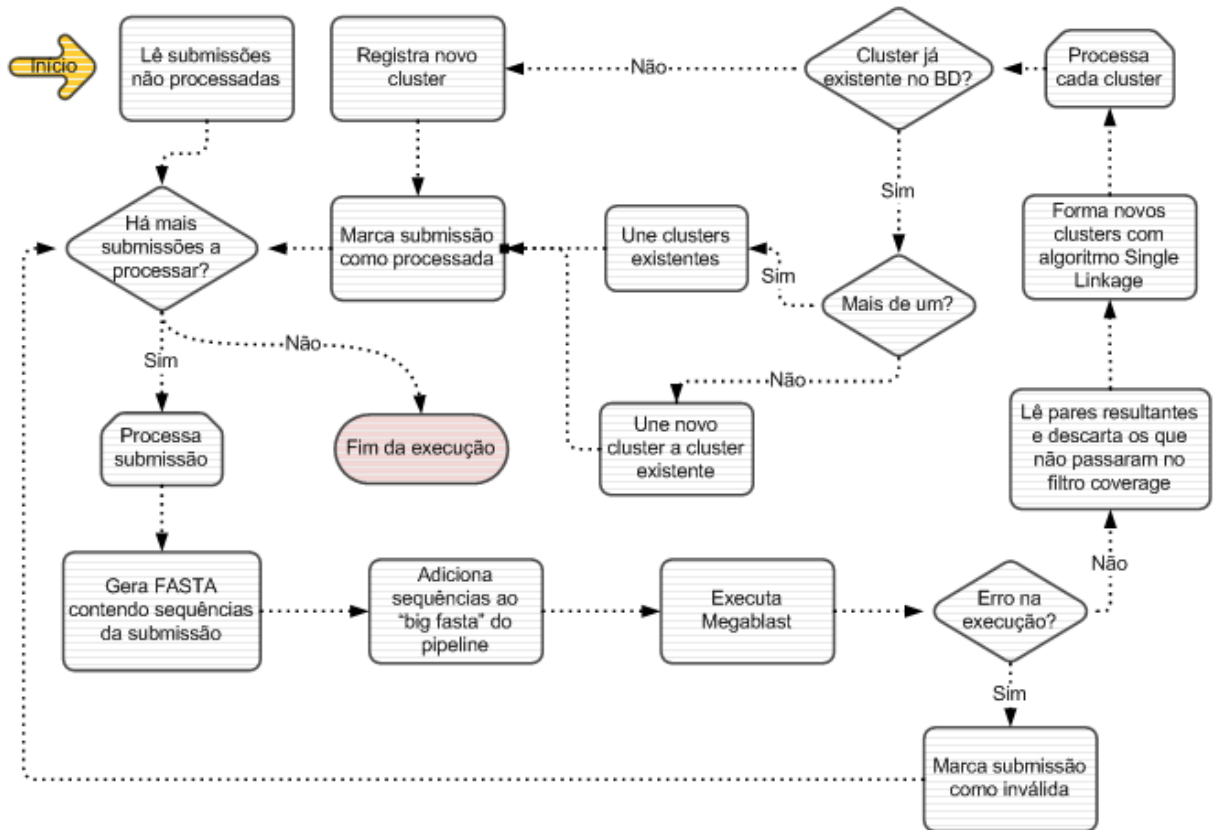 Início
Lê submissões
não processadas
Registra novo
cluster
Não
Cluster já
existente no BD?
Processa
cada cluster
Sim
Há mais
submissões a
processar?
Marca submissão
como processada
Une clusters
existentes
Sim
Mais de um?
Forma novos
clusters com
algoritmo Single
Linkage
Não
Sim
Não
Processa
submissão
Fim da execução
Une novo
cluster a cluster
existente
Lê pares resultantes
e descarta os que
não passaram no
filtro coverage
Gera FASTA
contendo sequências
da submissão
Adiciona
sequências ao
“big fasta” do
pipeline
Executa
Megablast
Erro na
execução?
Não
Sim
Marca submissão
como inválida